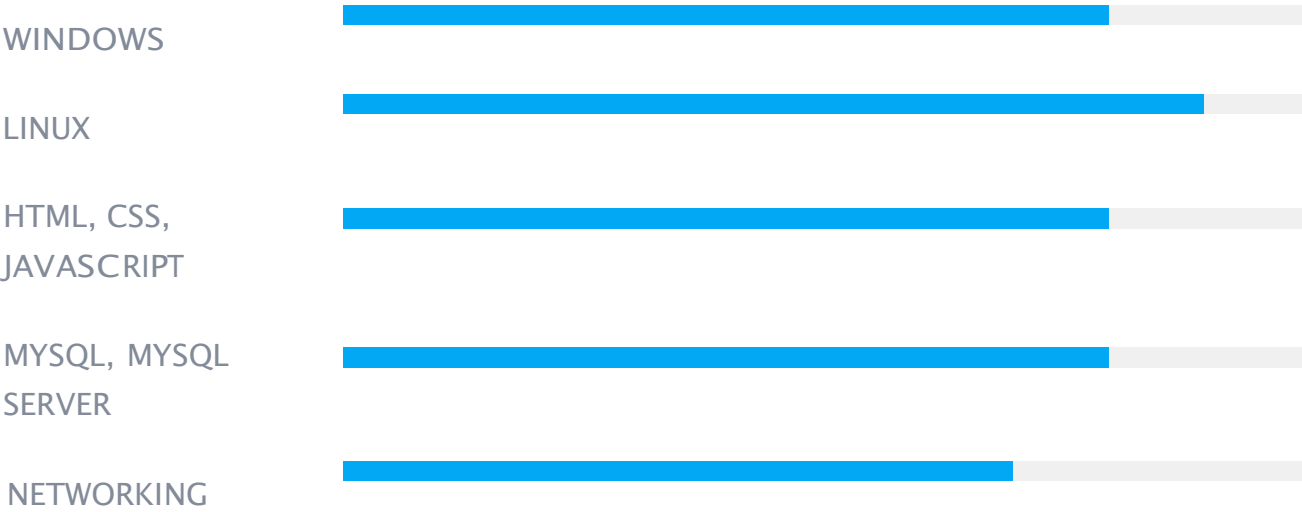 WINDOWS
LINUX
HTML, CSS,
JAVASCRIPT
MYSQL, MYSQL
SERVER
NETWORKING